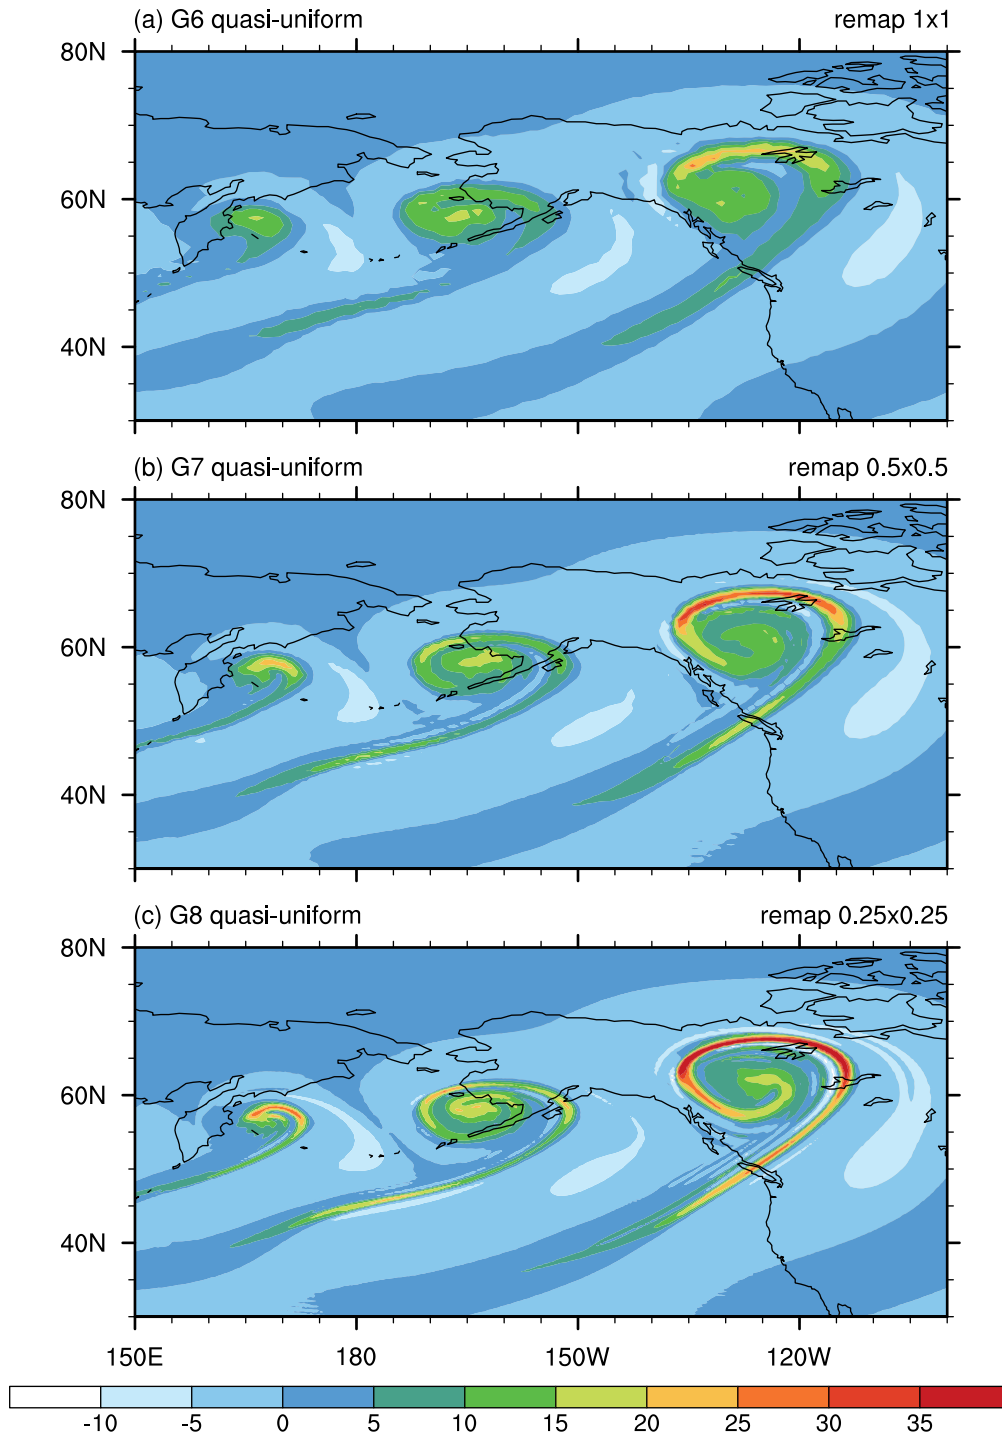 (a) G6 quasi-uniform remap 1x1
80N
60N
40N
(b) G7 quasi-uniform remap 0.5x0.5
80N
60N
40N
(c) G8 quasi-uniform remap 0.25x0.25
80N
60N
40N
150E 180 150W 120W
-10 -5 0 5 10 15 20 25 30 35